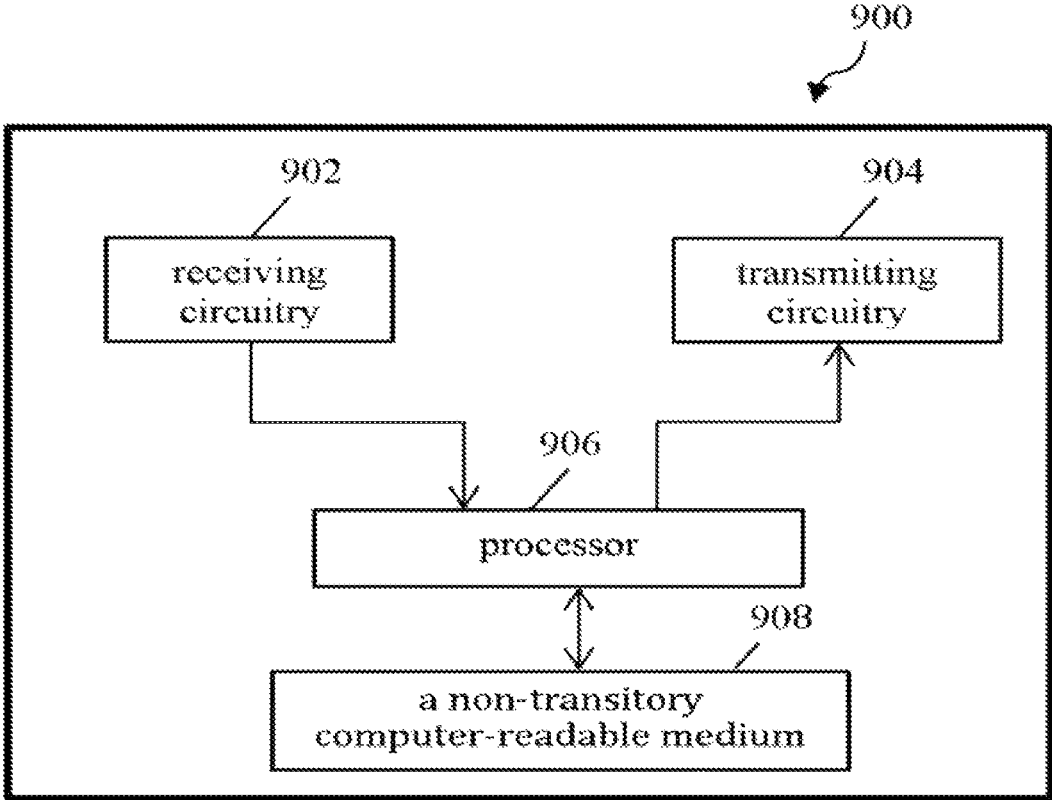 900
902
904
receiving
circuitry
transmitting
circuitry
906
processor
908
a non-transitory
computer-readable medium